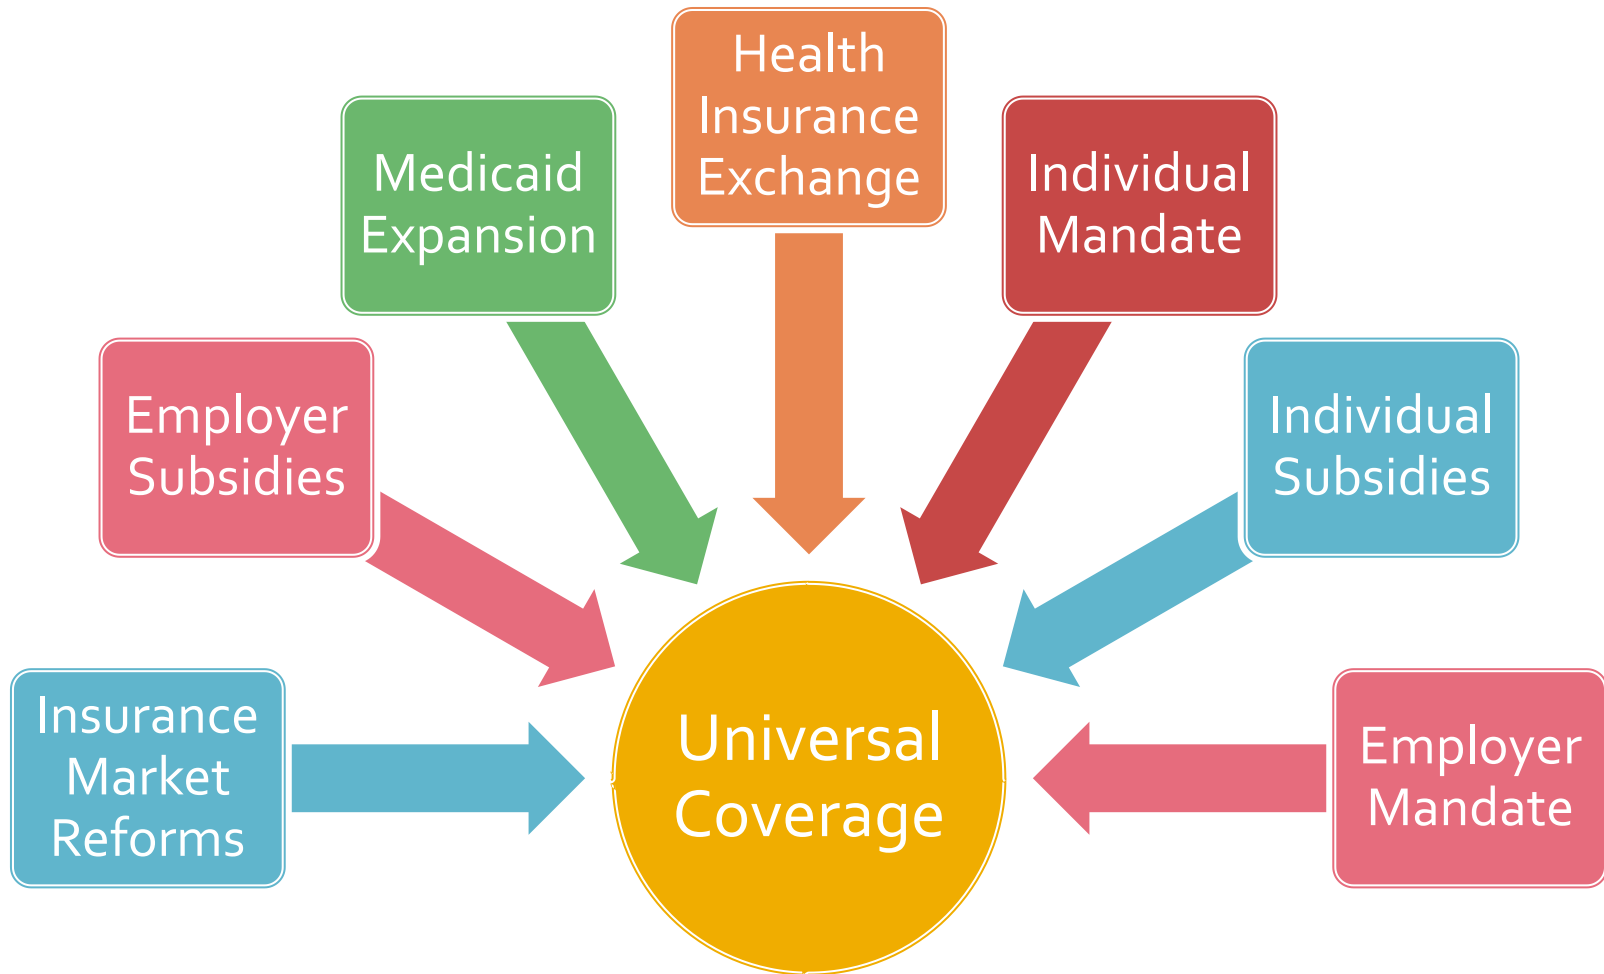 Health
Insurance
Exchange
Medicaid
Expansion
Individual
Mandate
Employer
Subsidies
Individual
Subsidies
Insurance
Market
Reforms
Universal
Coverage
Employer
Mandate